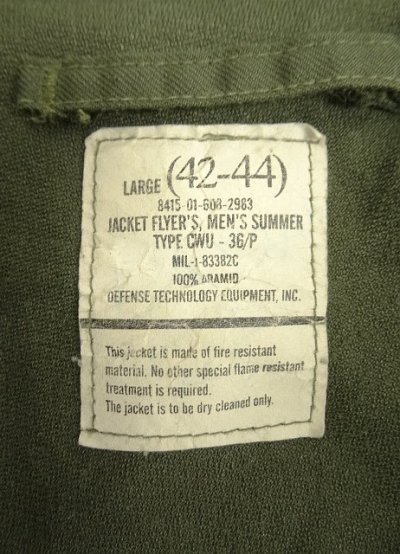 LARGE (42-44)
8415-01-608-2983
JACKET FLYER'S, MEN'S SUMMER
TYPE CWU - 36/P
MIL-J-83382C
100% ARAMID
DEFENSE TECHNOLOGY EQUIPMENT, INC.
This jacket is made of fire resistant
material. No other special flame resistant
treatment is required.
The jacket is to be dry cleaned only.